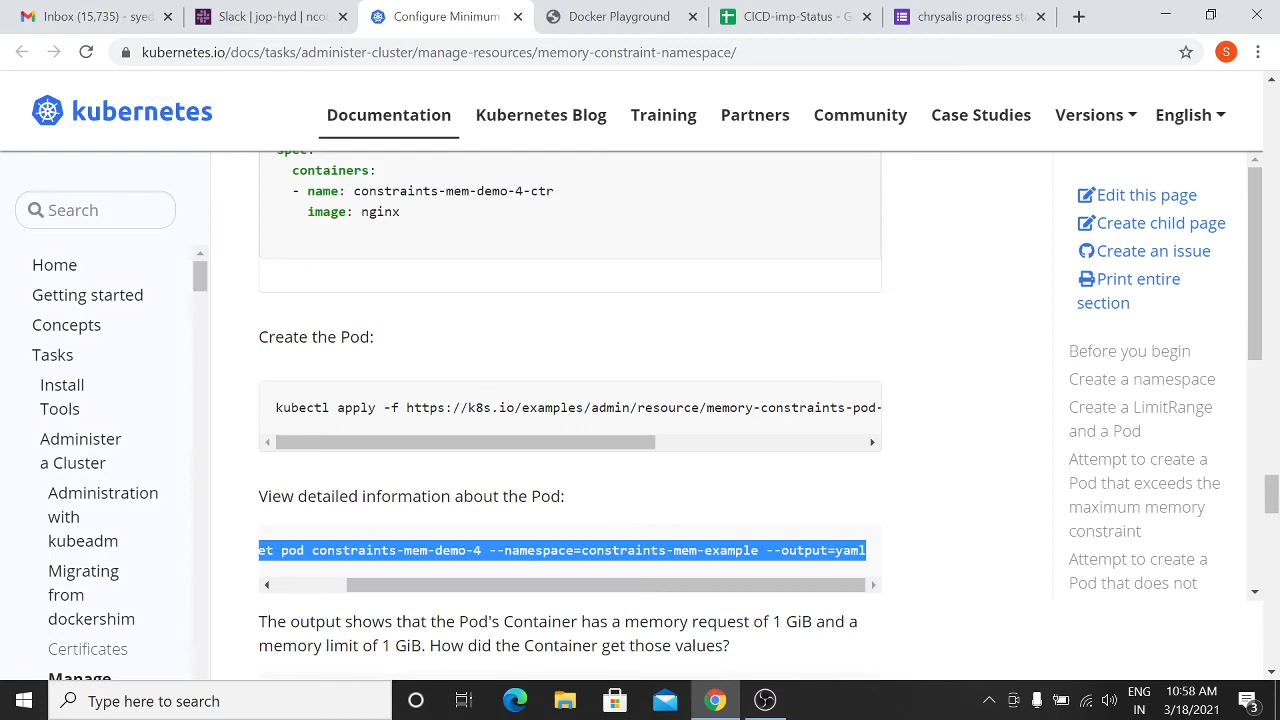 Inbox (15,735) - syed
Slack | jop-hyd | ncod
Configure Minimum
Docker Playground
CICD-imp-Status - G
chrysalis progress sta
kubernetes.io/docs/tasks/administer-cluster/manage-resources/memory-constraint-namespace/
S
kubernetes
Documentation
Kubernetes Blog
Training
Partners
Community
Case Studies
Versions
English
Search
Home
Getting started
Concepts
Tasks
Install
Tools
Administer
a Cluster
Administration
with
kubeadm
Migrating
from
dockershim
Certificates
Manage
spec:
containers:
- name: constraints-mem-demo-4-ctr
image: nginx
Create the Pod:
kubectl apply -f https://k8s.io/examples/admin/resource/memory-constraints-pod-
View detailed information about the Pod:
et pod constraints-mem-demo-4 --namespace=constraints-mem-example --output=yaml
The output shows that the Pod's Container has a memory request of 1 GiB and a
memory limit of 1 GiB. How did the Container get those values?
Edit this page
Create child page
Create an issue
Print entire
section
Before you begin
Create a namespace
Create a LimitRange
and a Pod
Attempt to create a
Pod that exceeds the
maximum memory
constraint
Attempt to create a
Pod that does not
Type here to search
ENG
IN
10:58 AM
3/18/2021
3